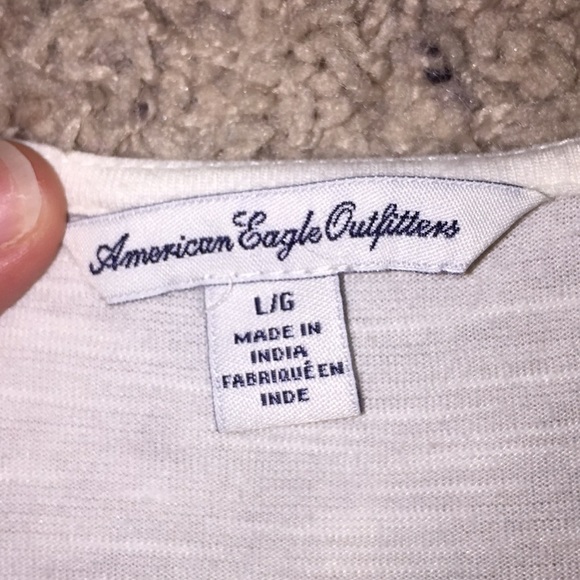 American Eagle Outfitters
L/G
MADE IN
INDIA
FABRIQUÉ EN
INDE